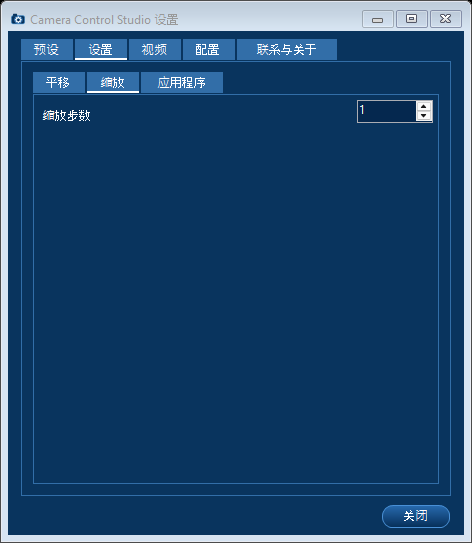 Camera Control Studio 设置
预设 设置 视频 配置 联系与关于
平移 缩放 应用程序
缩放步数 1
关闭